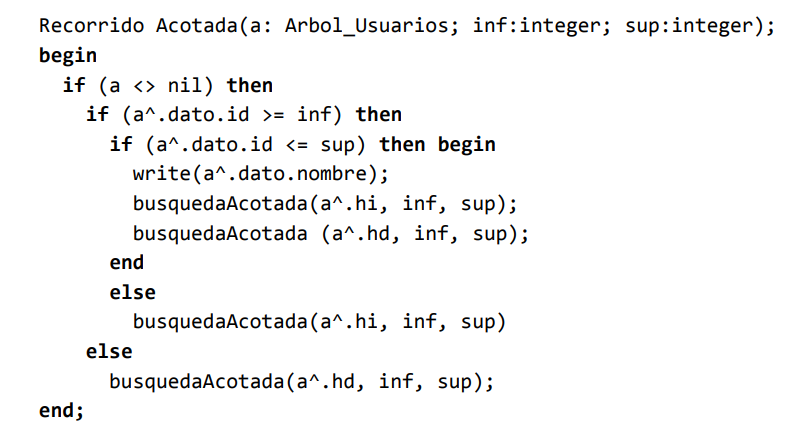 Recorrido Acotada(a: Arbol_Usuarios; inf:integer; sup:integer);
begin
if (a <> nil) then
if (a^.dato.id >= inf) then
if (a^.dato.id <= sup) then begin
write(a^.dato.nombre);
busquedaAcotada(a^.hi, inf, sup);
busquedaAcotada (a^.hd, inf, sup);
end
else
busquedaAcotada(a^.hi, inf, sup)
else
busquedaAcotada(a^.hd, inf, sup);
end;